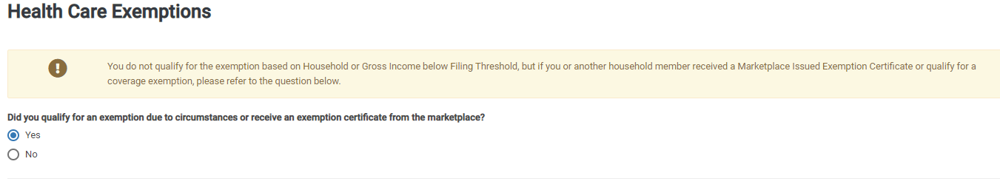 Health Care Exemptions
You do not qualify for the exemption based on Household or Gross Income below Filing Threshold, but if you or another household member received a Marketplace Issued Exemption Certificate or qualify for a
coverage exemption, please refer to the question below.
Did you qualify for an exemption due to circumstances or receive an exemption certificate from the marketplace?
Yes
No